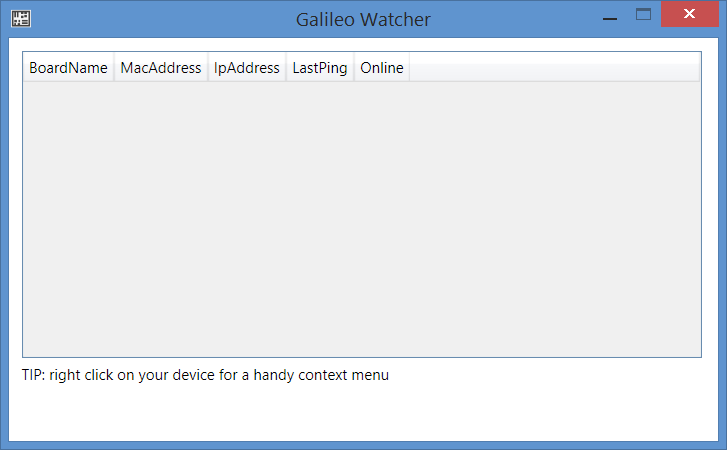 Galileo Watcher
BoardName MacAddress IpAddress LastPing Online
TIP: right click on your device for a handy context menu